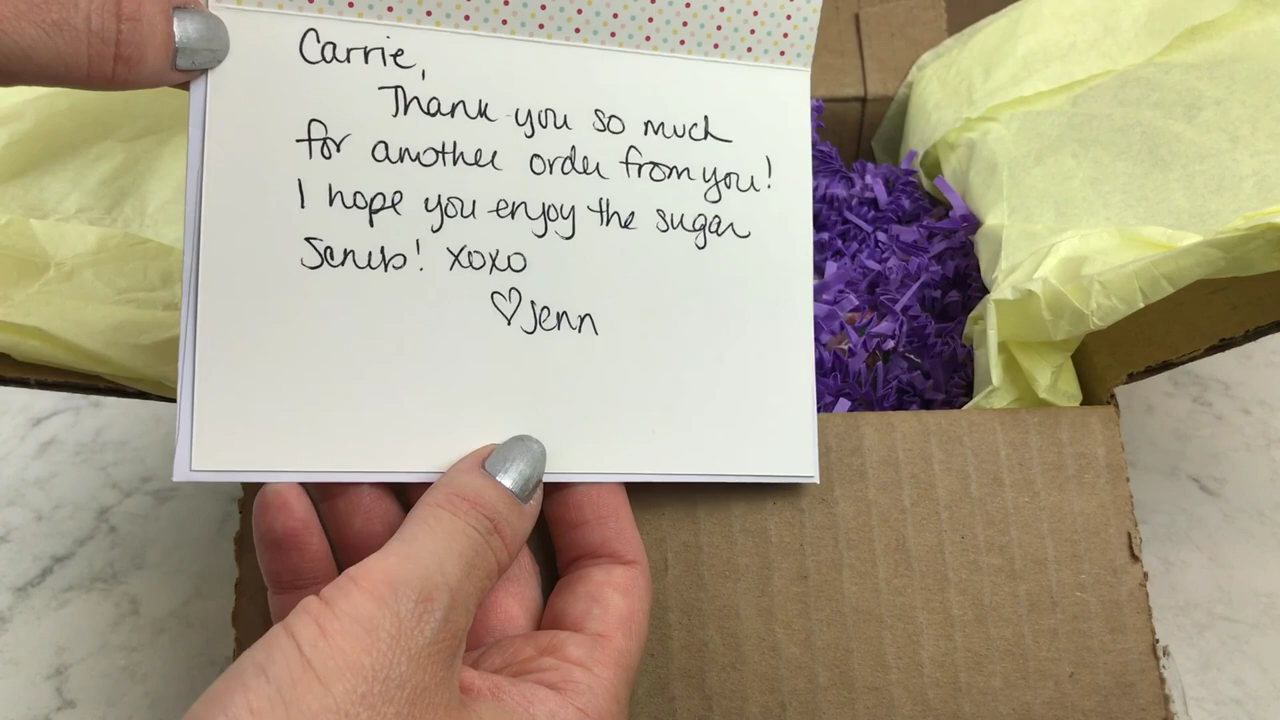 Carrie,
Thank you so much
for another order from you!
I hope you enjoy the sugar
Scrub! xoxo
♡Jenn